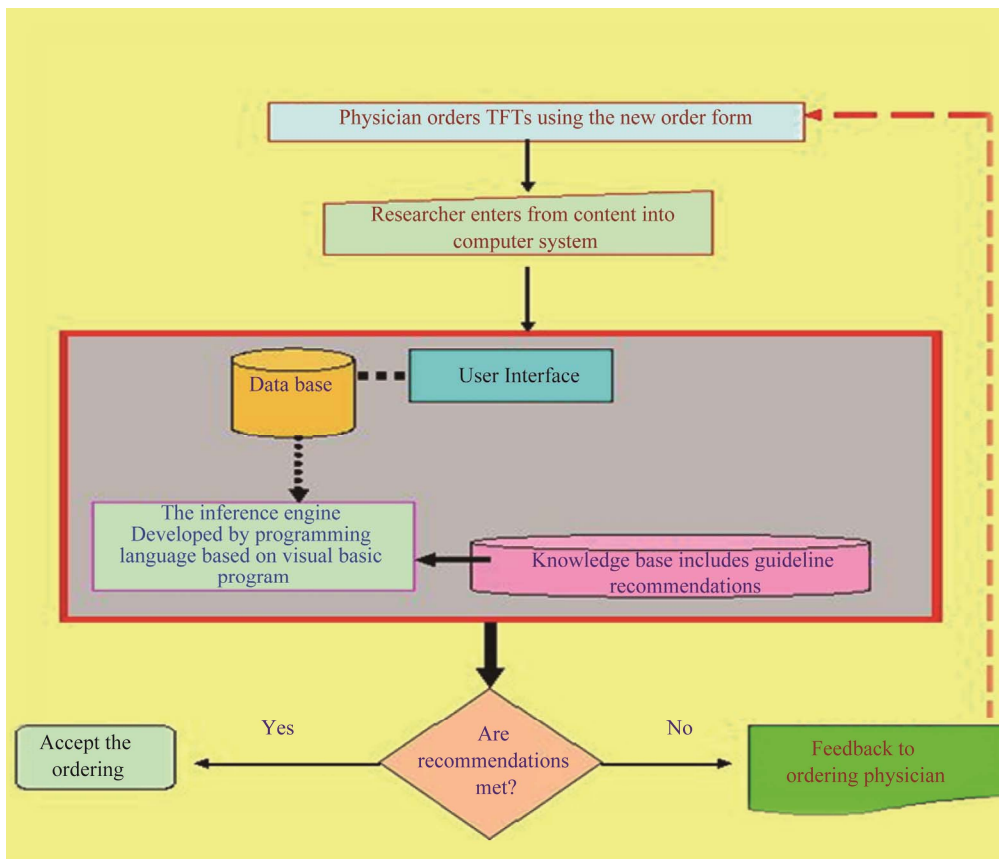 Physician orders TFTs using the new order form
Researcher enters from content into
computer system
Data base
User Interface
The inference engine
Developed by programming
language based on visual basic
program
Knowledge base includes guideline
recommendations
Yes
No
Accept the
ordering
Are
recommendations
met?
Feedback to
ordering physician